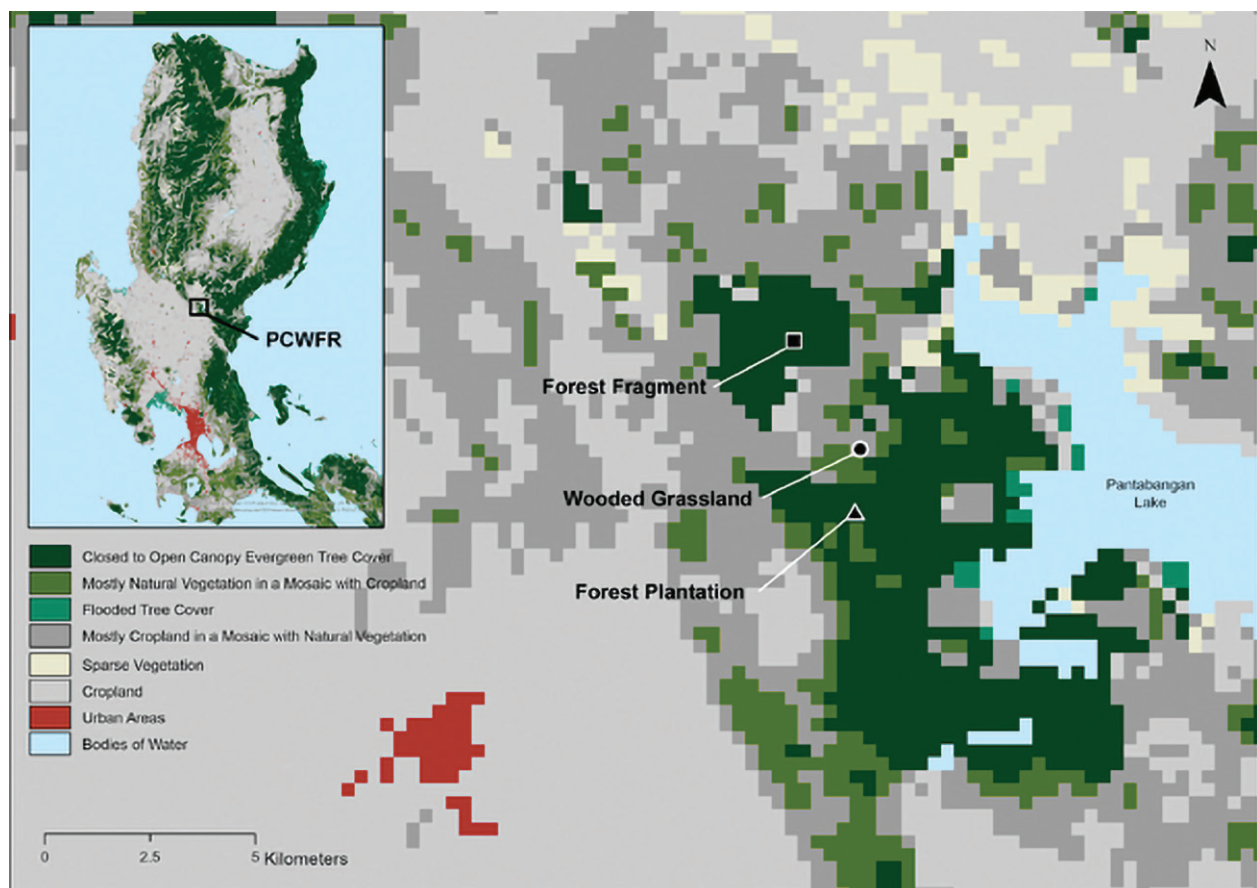 N
PCWFR
Forest Fragment
Wooded Grassland
Pantabangan
Lake
Forest Plantation
Closed to Open Canopy Evergreen Tree Cover
Mostly Natural Vegetation in a Mosaic with Cropland
Flooded Tree Cover
Mostly Cropland in a Mosaic with Natural Vegetation
Sparse Vegetation
Cropland
Urban Areas
Bodies of Water
0 2.5 5 Kilometers